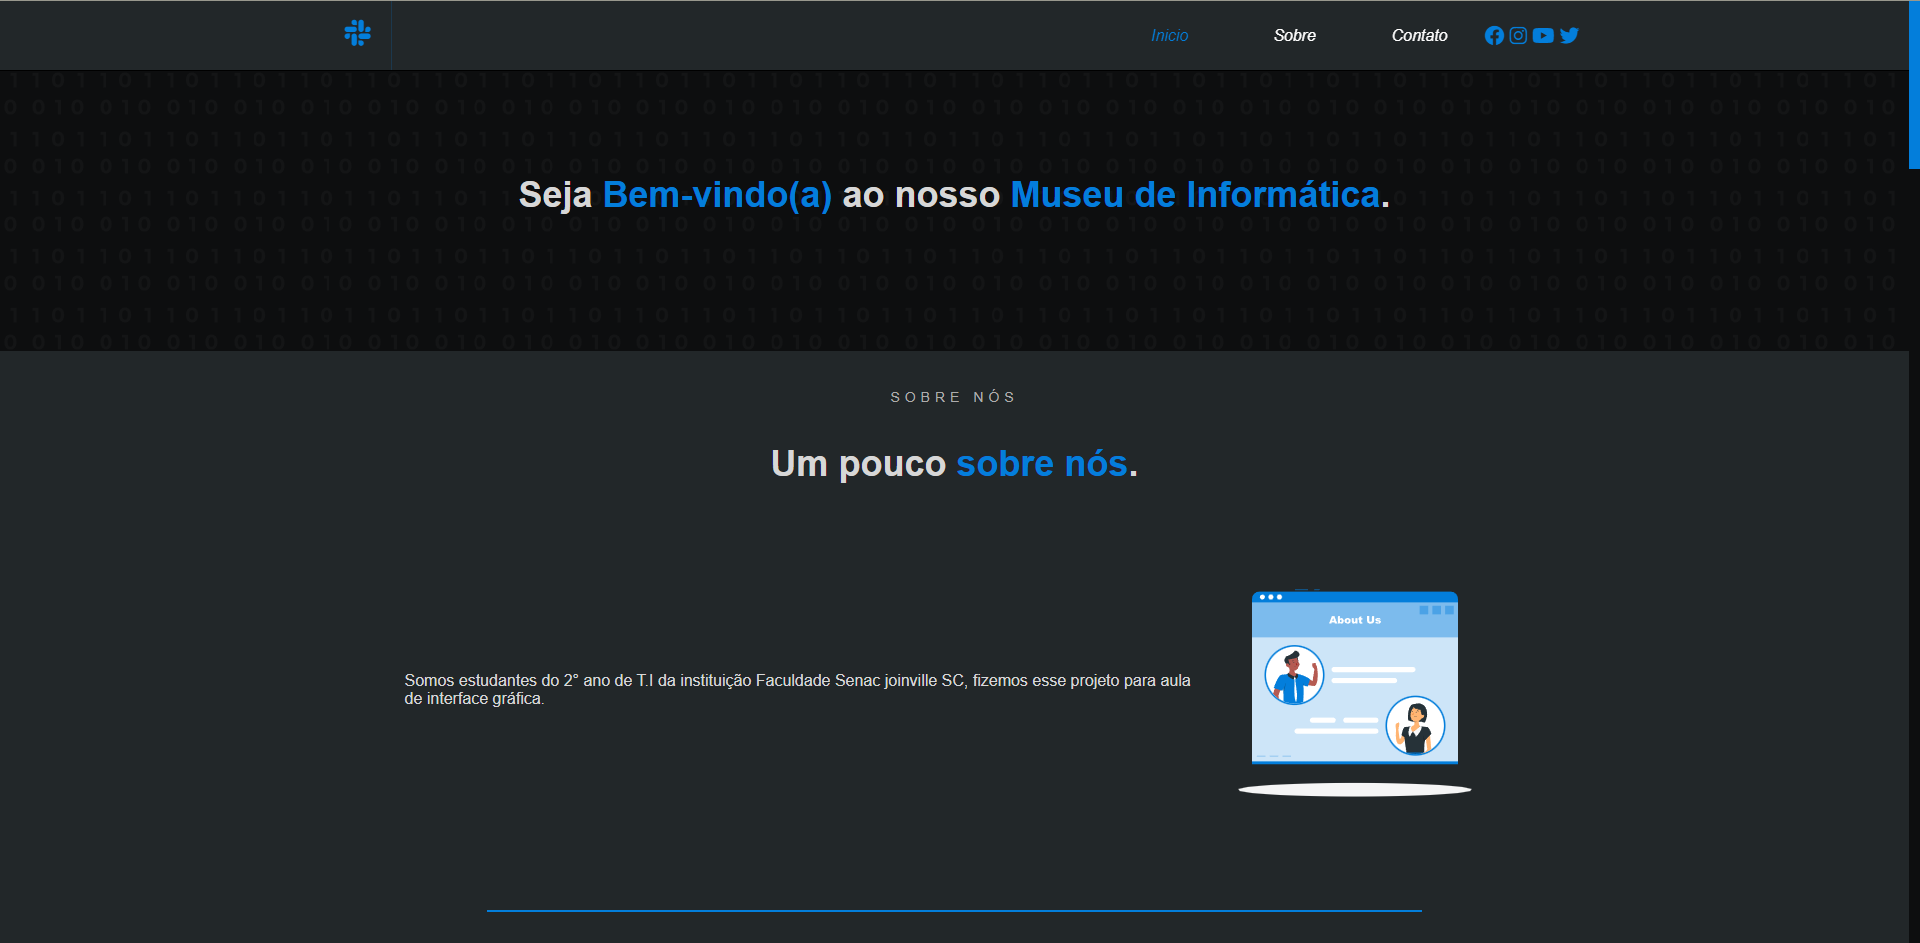 Inicio Sobre Contato
Seja Bem-vindo(a) ao nosso Museu de Informática.
SOBRE NÓS
Um pouco sobre nós.
About Us
Somos estudantes do 2° ano de T.I da instituição Faculdade Senac joinville SC, fizemos esse projeto para aula
de interface gráfica.